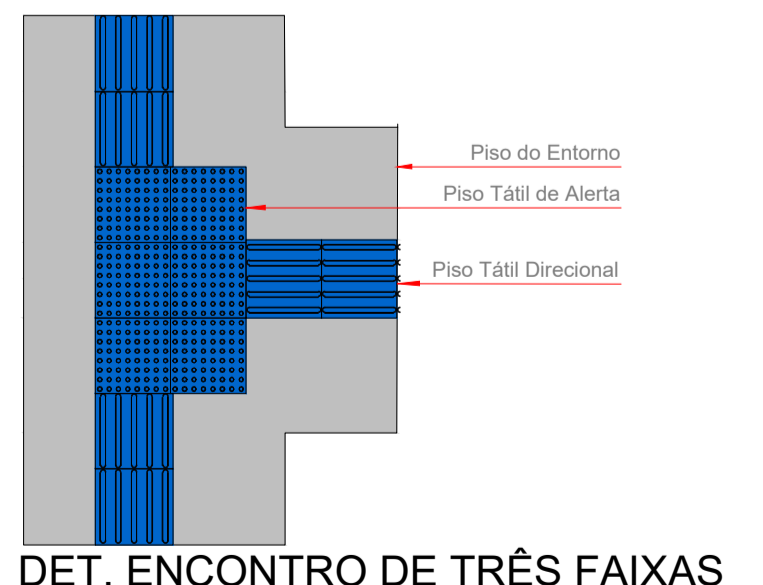 Piso do Entorno
Piso Tátil de Alerta
Piso Tátil Direcional
DET. ENCONTRO DE TRÊS FAIXAS